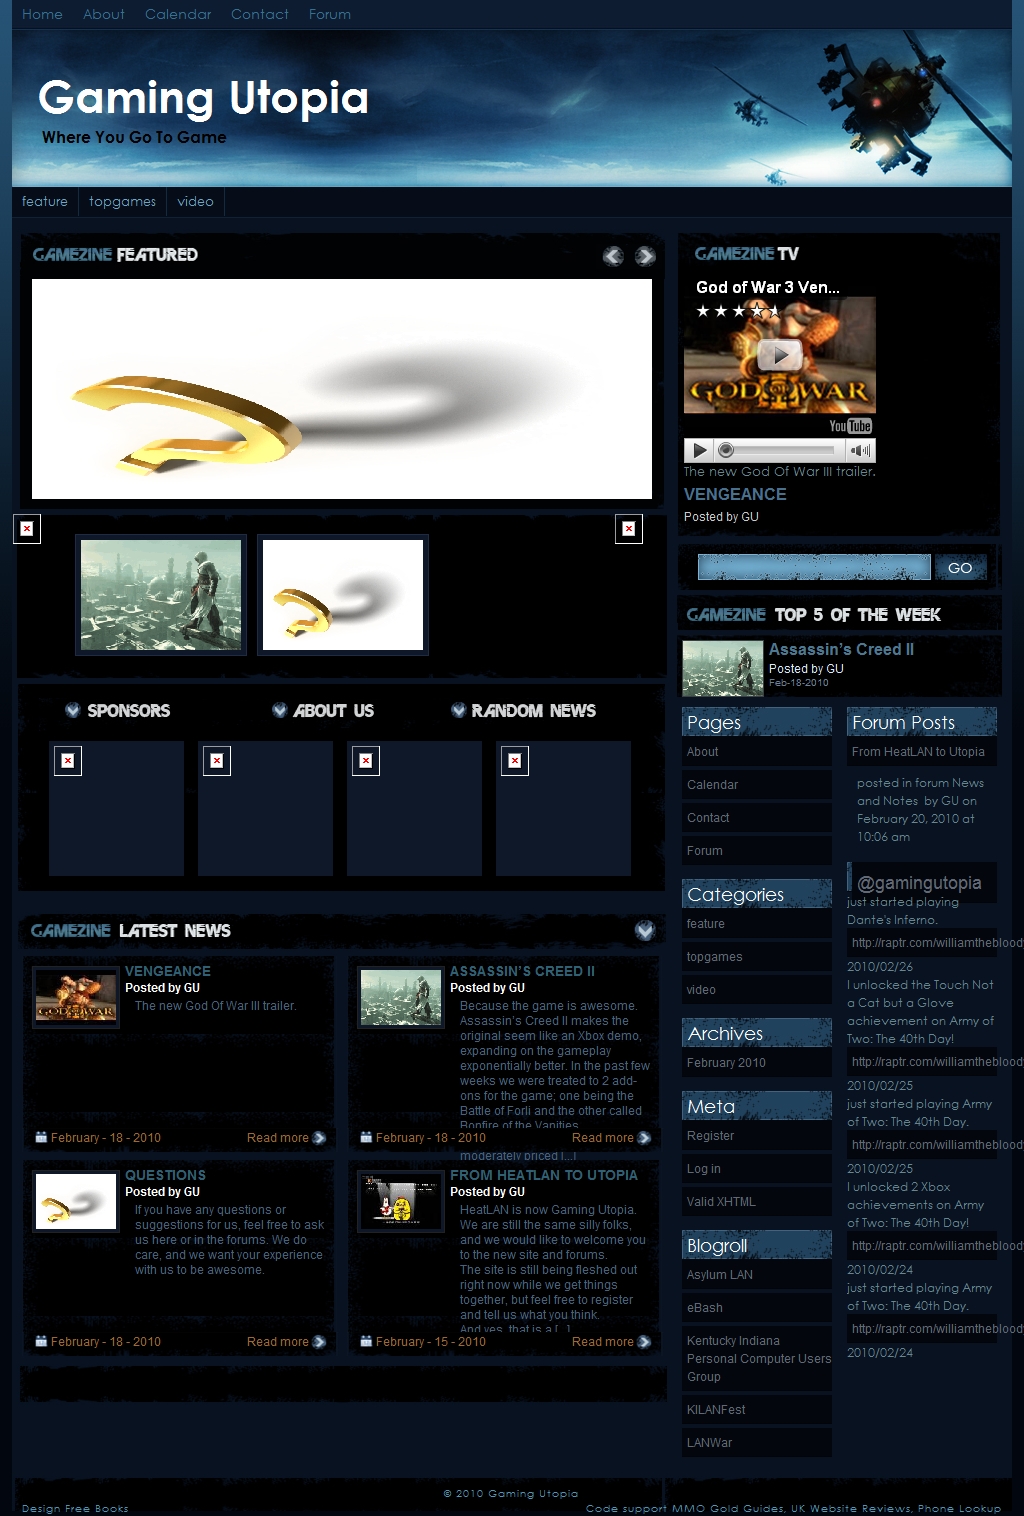 Home About Calendar Contact Forum
Gaming Utopia
Where You Go To Game
feature topgames video
GAMEZINE FEATURED
GAMEZINE TV
God of War 3 Ven...
GOD OF WAR
YouTube
The new God Of War III trailer.
VENGEANCE
Posted by GU
GO
GAMEZINE TOP 5 OF THE WEEK
Assassin's Creed II
Posted by GU
Feb-18-2010
SPONSORS ABOUT US RANDOM NEWS
GAMEZINE LATEST NEWS
VENGEANCE
Posted by GU
The new God Of War III trailer.
February - 18 - 2010 Read more
ASSASSIN'S CREED II
Posted by GU
Because the game is awesome.
Assassin's Creed II makes the
original seem like an Xbox demo,
expanding on the gameplay
exponentially better. In the past few
weeks we were treated to 2 add-
ons for the game; one being the
Battle of Forli and the other called
Bonfire of the Vanities.
February - 18 - 2010 Read more
moderately priced [...]
QUESTIONS
Posted by GU
If you have any questions or
suggestions for us, feel free to ask
us here or in the forums. We do
care, and we want your experience
with us to be awesome.
February - 18 - 2010 Read more
FROM HEATLAN TO UTOPIA
Posted by GU
HeatLAN is now Gaming Utopia.
We are still the same silly folks,
and we would like to welcome you
to the new site and forums.
The site is still being fleshed out
right now while we get things
together, but feel free to register
and tell us what you think.
And yes, that is a [...]
February - 15 - 2010 Read more
Pages
About
Calendar
Contact
Forum
Categories
feature
topgames
video
Archives
February 2010
Meta
Register
Log in
Valid XHTML
Blogroll
Asylum LAN
eBash
Kentucky Indiana
Personal Computer Users
Group
KILANFest
LANWar
Forum Posts
From HeatLAN to Utopia
posted in forum News
and Notes by GU on
February 20, 2010 at
10:06 am
@gamingutopia
just started playing
Dante's Inferno.
http://raptr.com/williamthebloody
2010/02/26
I unlocked the Touch Not
a Cat but a Glove
achievement on Army of
Two: The 40th Day!
http://raptr.com/williamthebloody
2010/02/25
just started playing Army
of Two: The 40th Day.
http://raptr.com/williamthebloody
2010/02/25
I unlocked 2 Xbox
achievements on Army
of Two: The 40th Day!
http://raptr.com/williamthebloody
2010/02/24
just started playing Army
of Two: The 40th Day.
http://raptr.com/williamthebloody
2010/02/24
© 2010 Gaming Utopia
Design Free Books Code support MMO Gold Guides, UK Website Reviews, Phone Lookup